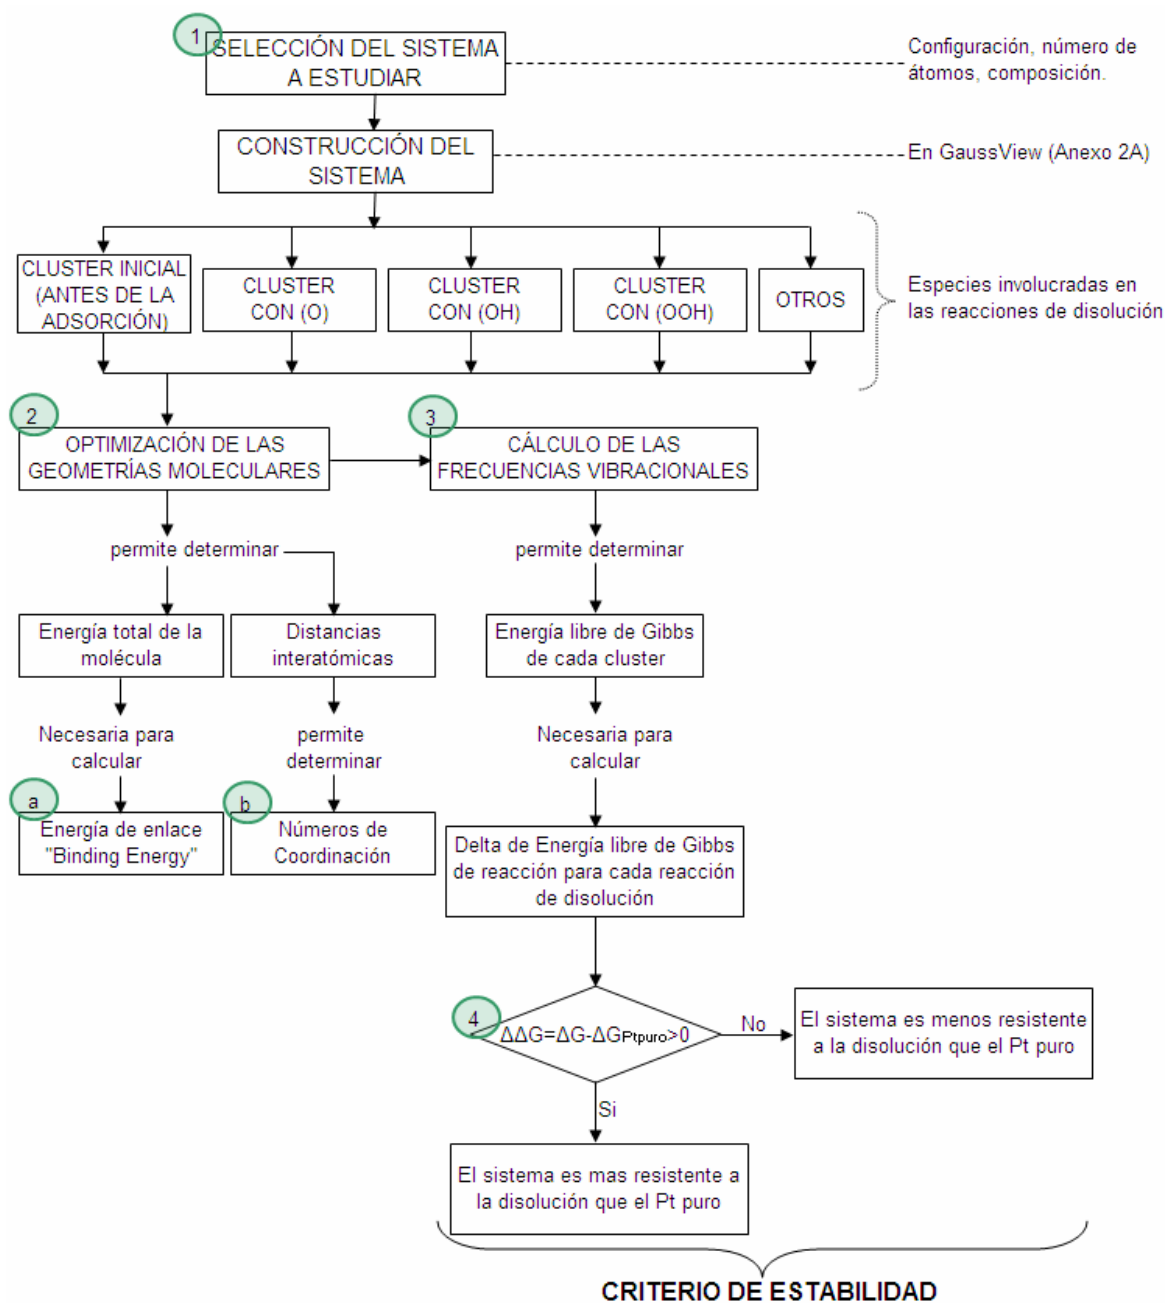 1
SELECCIÓN DEL SISTEMA
A ESTUDIAR
Configuración, número de
átomos, composición.
CONSTRUCCIÓN DEL
SISTEMA
En GaussView (Anexo 2A)
CLUSTER INICIAL
(ANTES DE LA
ADSORCIÓN)
CLUSTER
CON (O)
CLUSTER
CON (OH)
CLUSTER
CON (OOH)
OTROS
Especies involucradas en
las reacciones de disolución
2
OPTIMIZACIÓN DE LAS
GEOMETRÍAS MOLECULARES
3
CÁLCULO DE LAS
FRECUENCIAS VIBRACIONALES
permite determinar
permite determinar
Energía total de la
molécula
Distancias
interatómicas
Energía libre de Gibbs
de cada cluster
Necesaria para
calcular
permite
determinar
Necesaria para
calcular
a
Energía de enlace
"Binding Energy"
b
Números de
Coordinación
Delta de Energía libre de Gibbs
de reacción para cada reacción
de disolución
4
ΔΔG=ΔG-ΔGPtpuro>0
No
El sistema es menos resistente
a la disolución que el Pt puro
Si
El sistema es mas resistente a
la disolución que el Pt puro
CRITERIO DE ESTABILIDAD